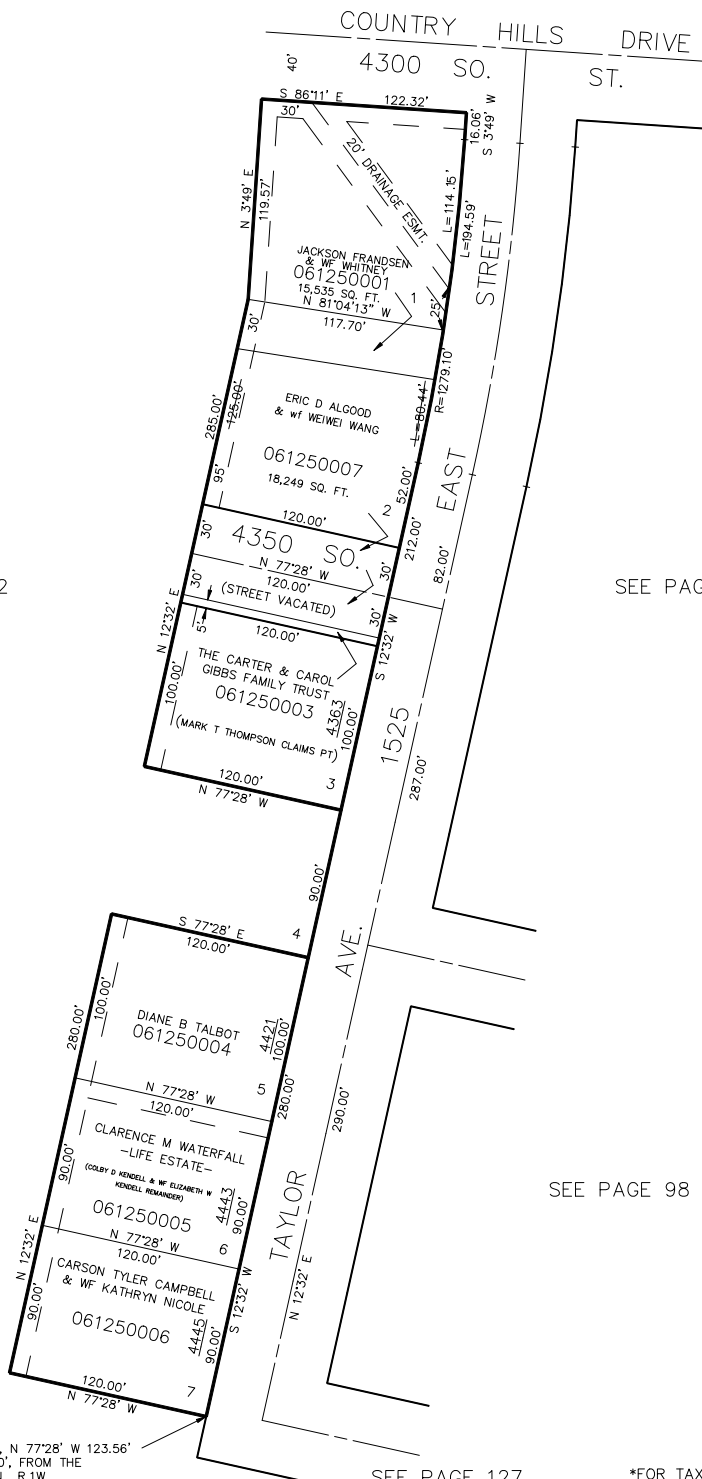 COUNTRY HILLS DRIVE
4300 SO. ST.
40'
S 86°11' E 122.32'
30'
16.06'
S 3°49' W
20' DRAINAGE ESMT.
N 3°49' E
119.57'
L=114.15'
L=194.59'
STREET
JACKSON FRANDSEN
& WF WHITNEY
061250001
15,535 SQ. FT.
1
N 81°04'13" W
117.70'
25'
30'
R=1279.10'
285.00'
125.00'
L=80.44'
ERIC D ALGOOD
& wf WEIWEI WANG
061250007
18,249 SQ. FT.
95'
52.00'
2
EAST
120.00'
212.00'
30'
4350 SO.
30'
82.00'
N 77°28' W
120.00'
(STREET VACATED)
30'
30'
2
SEE PAG
N 12°32' E
5'
120.00'
S 12°32' W
THE CARTER & CAROL
GIBBS FAMILY TRUST
061250003
(MARK T THOMPSON CLAIMS PT)
100.00'
4363
100.00'
1525
120.00'
3
N 77°28' W
287.00'
90.00'
S 77°28' E
120.00'
4
AVE.
280.00'
100.00'
DIANE B TALBOT
061250004
4421
100.00'
5
280.00'
N 77°28' W
120.00'
290.00'
CLARENCE M WATERFALL
-LIFE ESTATE-
(COLBY D KENDELL & WF ELIZABETH W
KENDELL REMAINDER)
061250005
90.00'
4443
90.00'
6
TAYLOR
SEE PAGE 98
N 77°28' W
120.00'
N 12°32' E
CARSON TYLER CAMPBELL
& WF KATHRYN NICOLE
061250006
90.00'
4445
90.00'
S 12°32' W
N 12°32' E
7
120.00'
N 77°28' W
, N 77°28' W 123.56'
0', FROM THE
R 1W
SEE PAGE 127
*FOR TAX